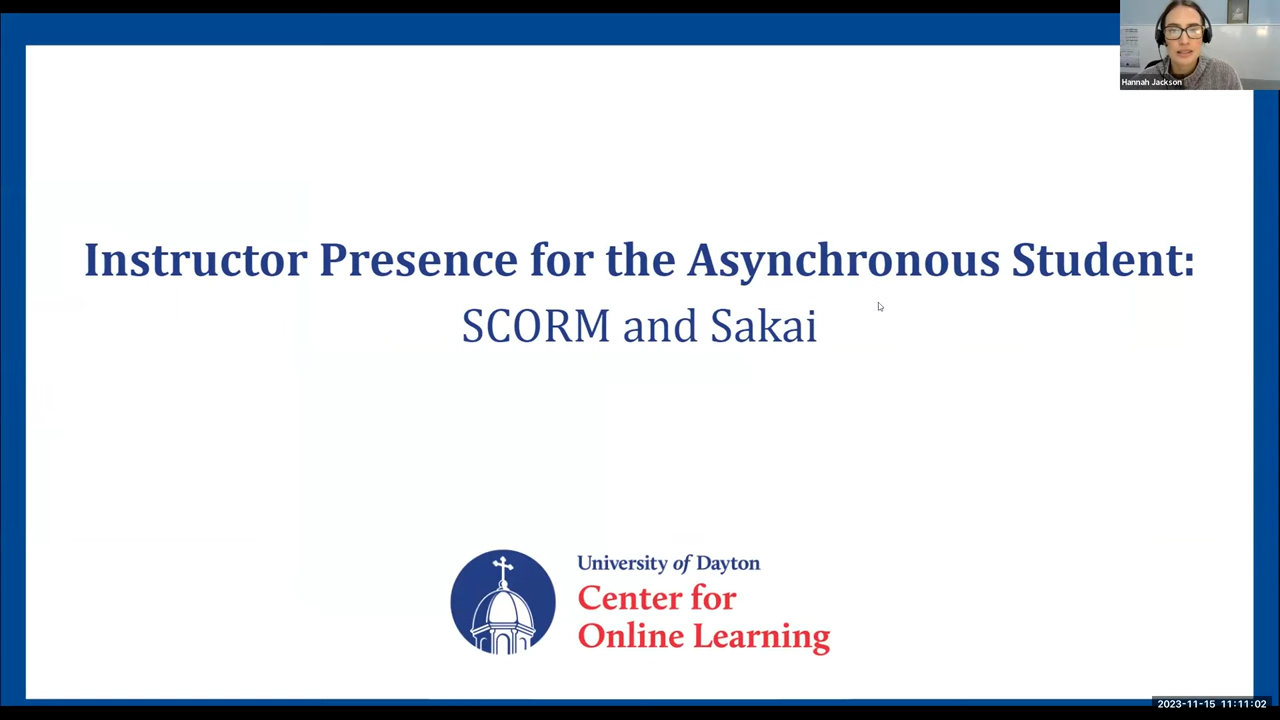 Hannah Jackson
Instructor Presence for the Asynchronous Student:
SCORM and Sakai
University of Dayton
Center for
Online Learning
2023-11-15 11:11:02